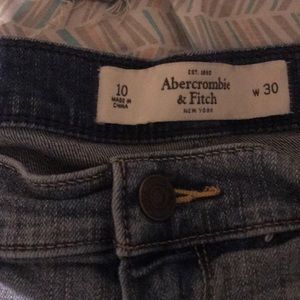 EST. 1892
10
MADE IN
CHINA
Abercrombie
& Fitch
NEW YORK
W 30